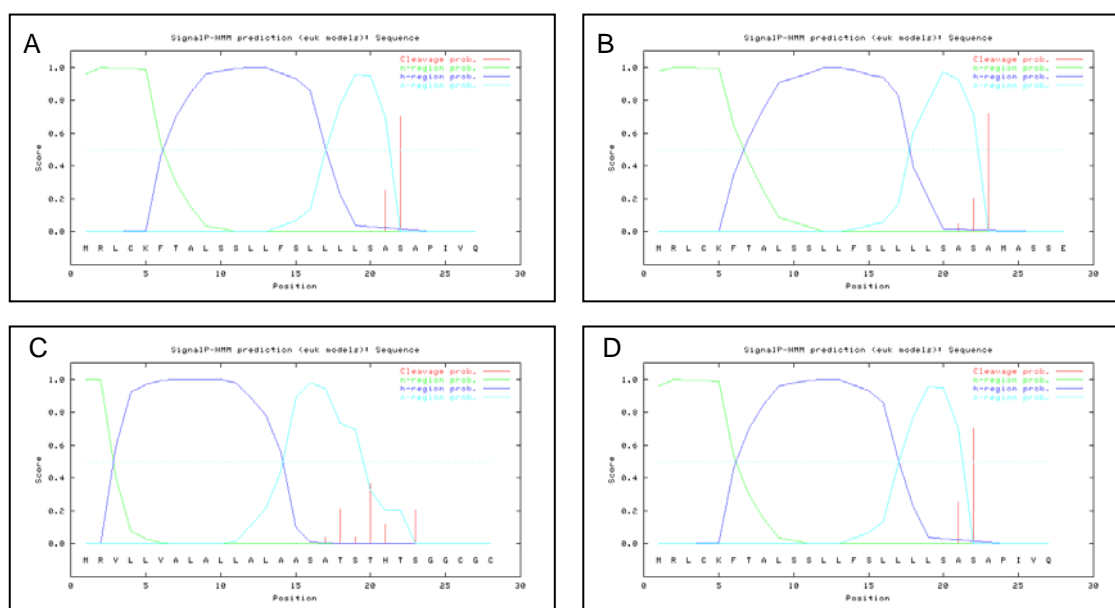 A
SignalP-HMM prediction (euk models): Sequence
Cleavage prob.
n-region prob.
h-region prob.
c-region prob.
1.0
0.8
0.6
0.4
0.2
0.0
Score
M R L C K F T A L S S L L F S L L L L S A S A P I V Q
0 5 10 15 20 25 30
Position
B
SignalP-HMM prediction (euk models): Sequence
Cleavage prob.
n-region prob.
h-region prob.
c-region prob.
1.0
0.8
0.6
0.4
0.2
0.0
Score
M R L C K F T A L S S L L F S L L L L S A S A M A S S E
0 5 10 15 20 25 30
Position
C
SignalP-HMM prediction (euk models): Sequence
Cleavage prob.
n-region prob.
h-region prob.
c-region prob.
1.0
0.8
0.6
0.4
0.2
0.0
Score
M R V L L V A L A L L A L A A S A T S T H T S G G C G C
0 5 10 15 20 25 30
Position
D
SignalP-HMM prediction (euk models): Sequence
Cleavage prob.
n-region prob.
h-region prob.
c-region prob.
1.0
0.8
0.6
0.4
0.2
0.0
Score
M R L C K F T A L S S L L F S L L L L S A S A P I V Q
0 5 10 15 20 25 30
Position